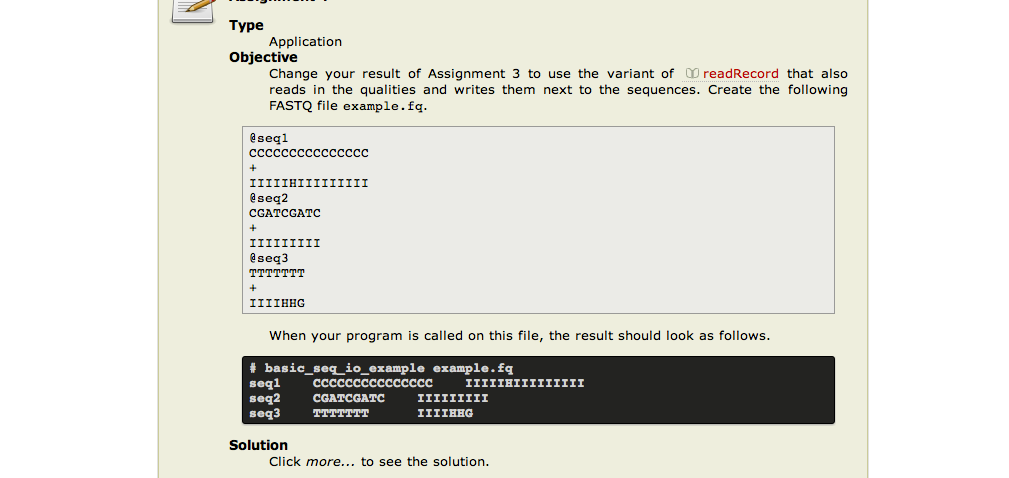 Type
Application
Objective
Change your result of Assignment 3 to use the variant of readRecord that also
reads in the qualities and writes them next to the sequences. Create the following
FASTQ file example.fq.
@seq1
CCCCCCCCCCCCCCC
+
IIIIIHIIIIIIIII
@seq2
CGATCGATC
+
IIIIIIIII
@seq3
TTTTTTT
+
IIIIHHG
When your program is called on this file, the result should look as follows.
# basic_seq_io_example example.fq
seq1 CCCCCCCCCCCCCCC IIIIIHIIIIIIIII
seq2 CGATCGATC IIIIIIIII
seq3 TTTTTTT IIIIHHG
Solution
Click more... to see the solution.